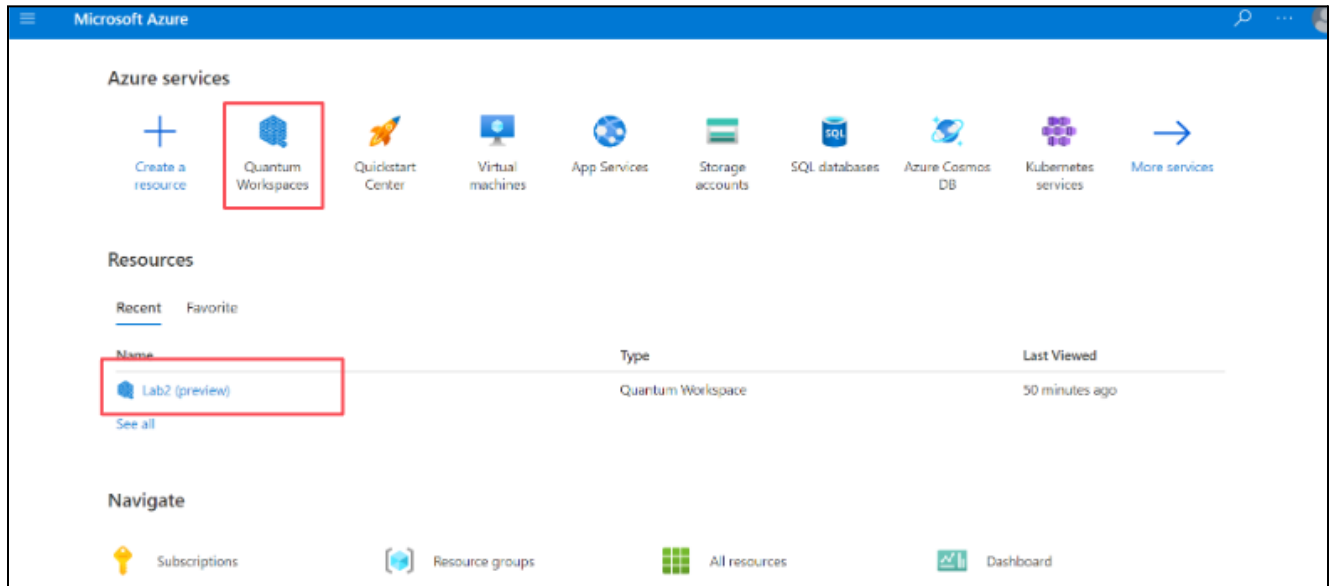 Microsoft Azure
Azure services
Create a resource
Quantum Workspaces
Quickstart Center
Virtual machines
App Services
Storage accounts
SQL
SQL databases
Azure Cosmos DB
Kubernetes services
More services
Resources
Recent Favorite
Name Type Last Viewed
Lab2 (preview) Quantum Workspace 50 minutes ago
See all
Navigate
Subscriptions Resource groups All resources Dashboard